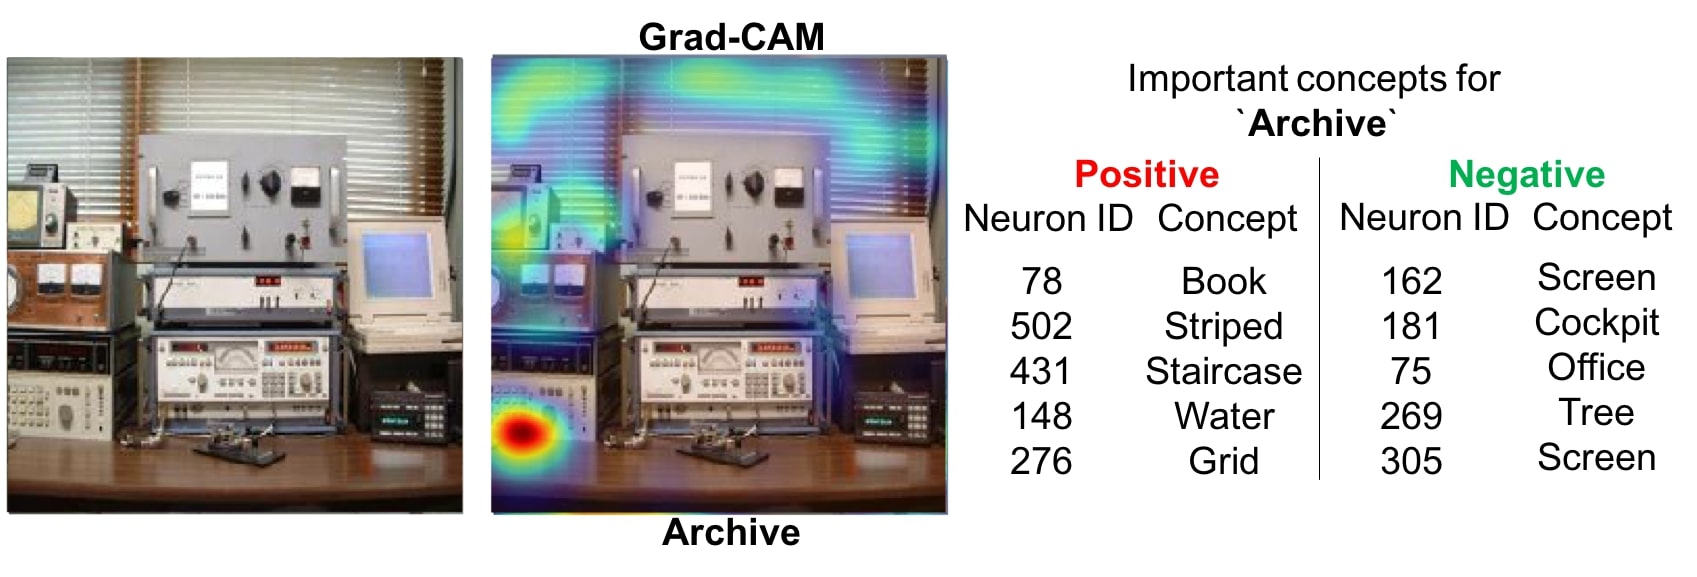 Grad-CAM
Archive
Important concepts for
`Archive`
Positive Negative
Neuron ID Concept Neuron ID Concept
78 Book 162 Screen
502 Striped 181 Cockpit
431 Staircase 75 Office
148 Water 269 Tree
276 Grid 305 Screen